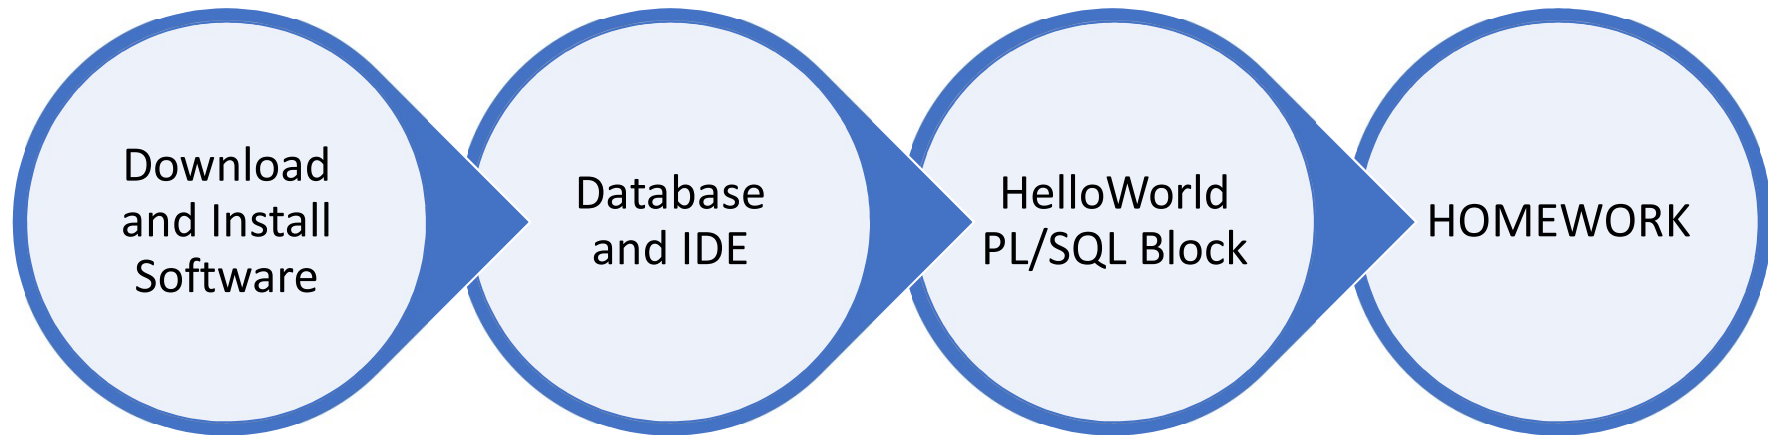 Download
and Install
Software
Database
and IDE
HelloWorld
PL/SQL Block
HOMEWORK